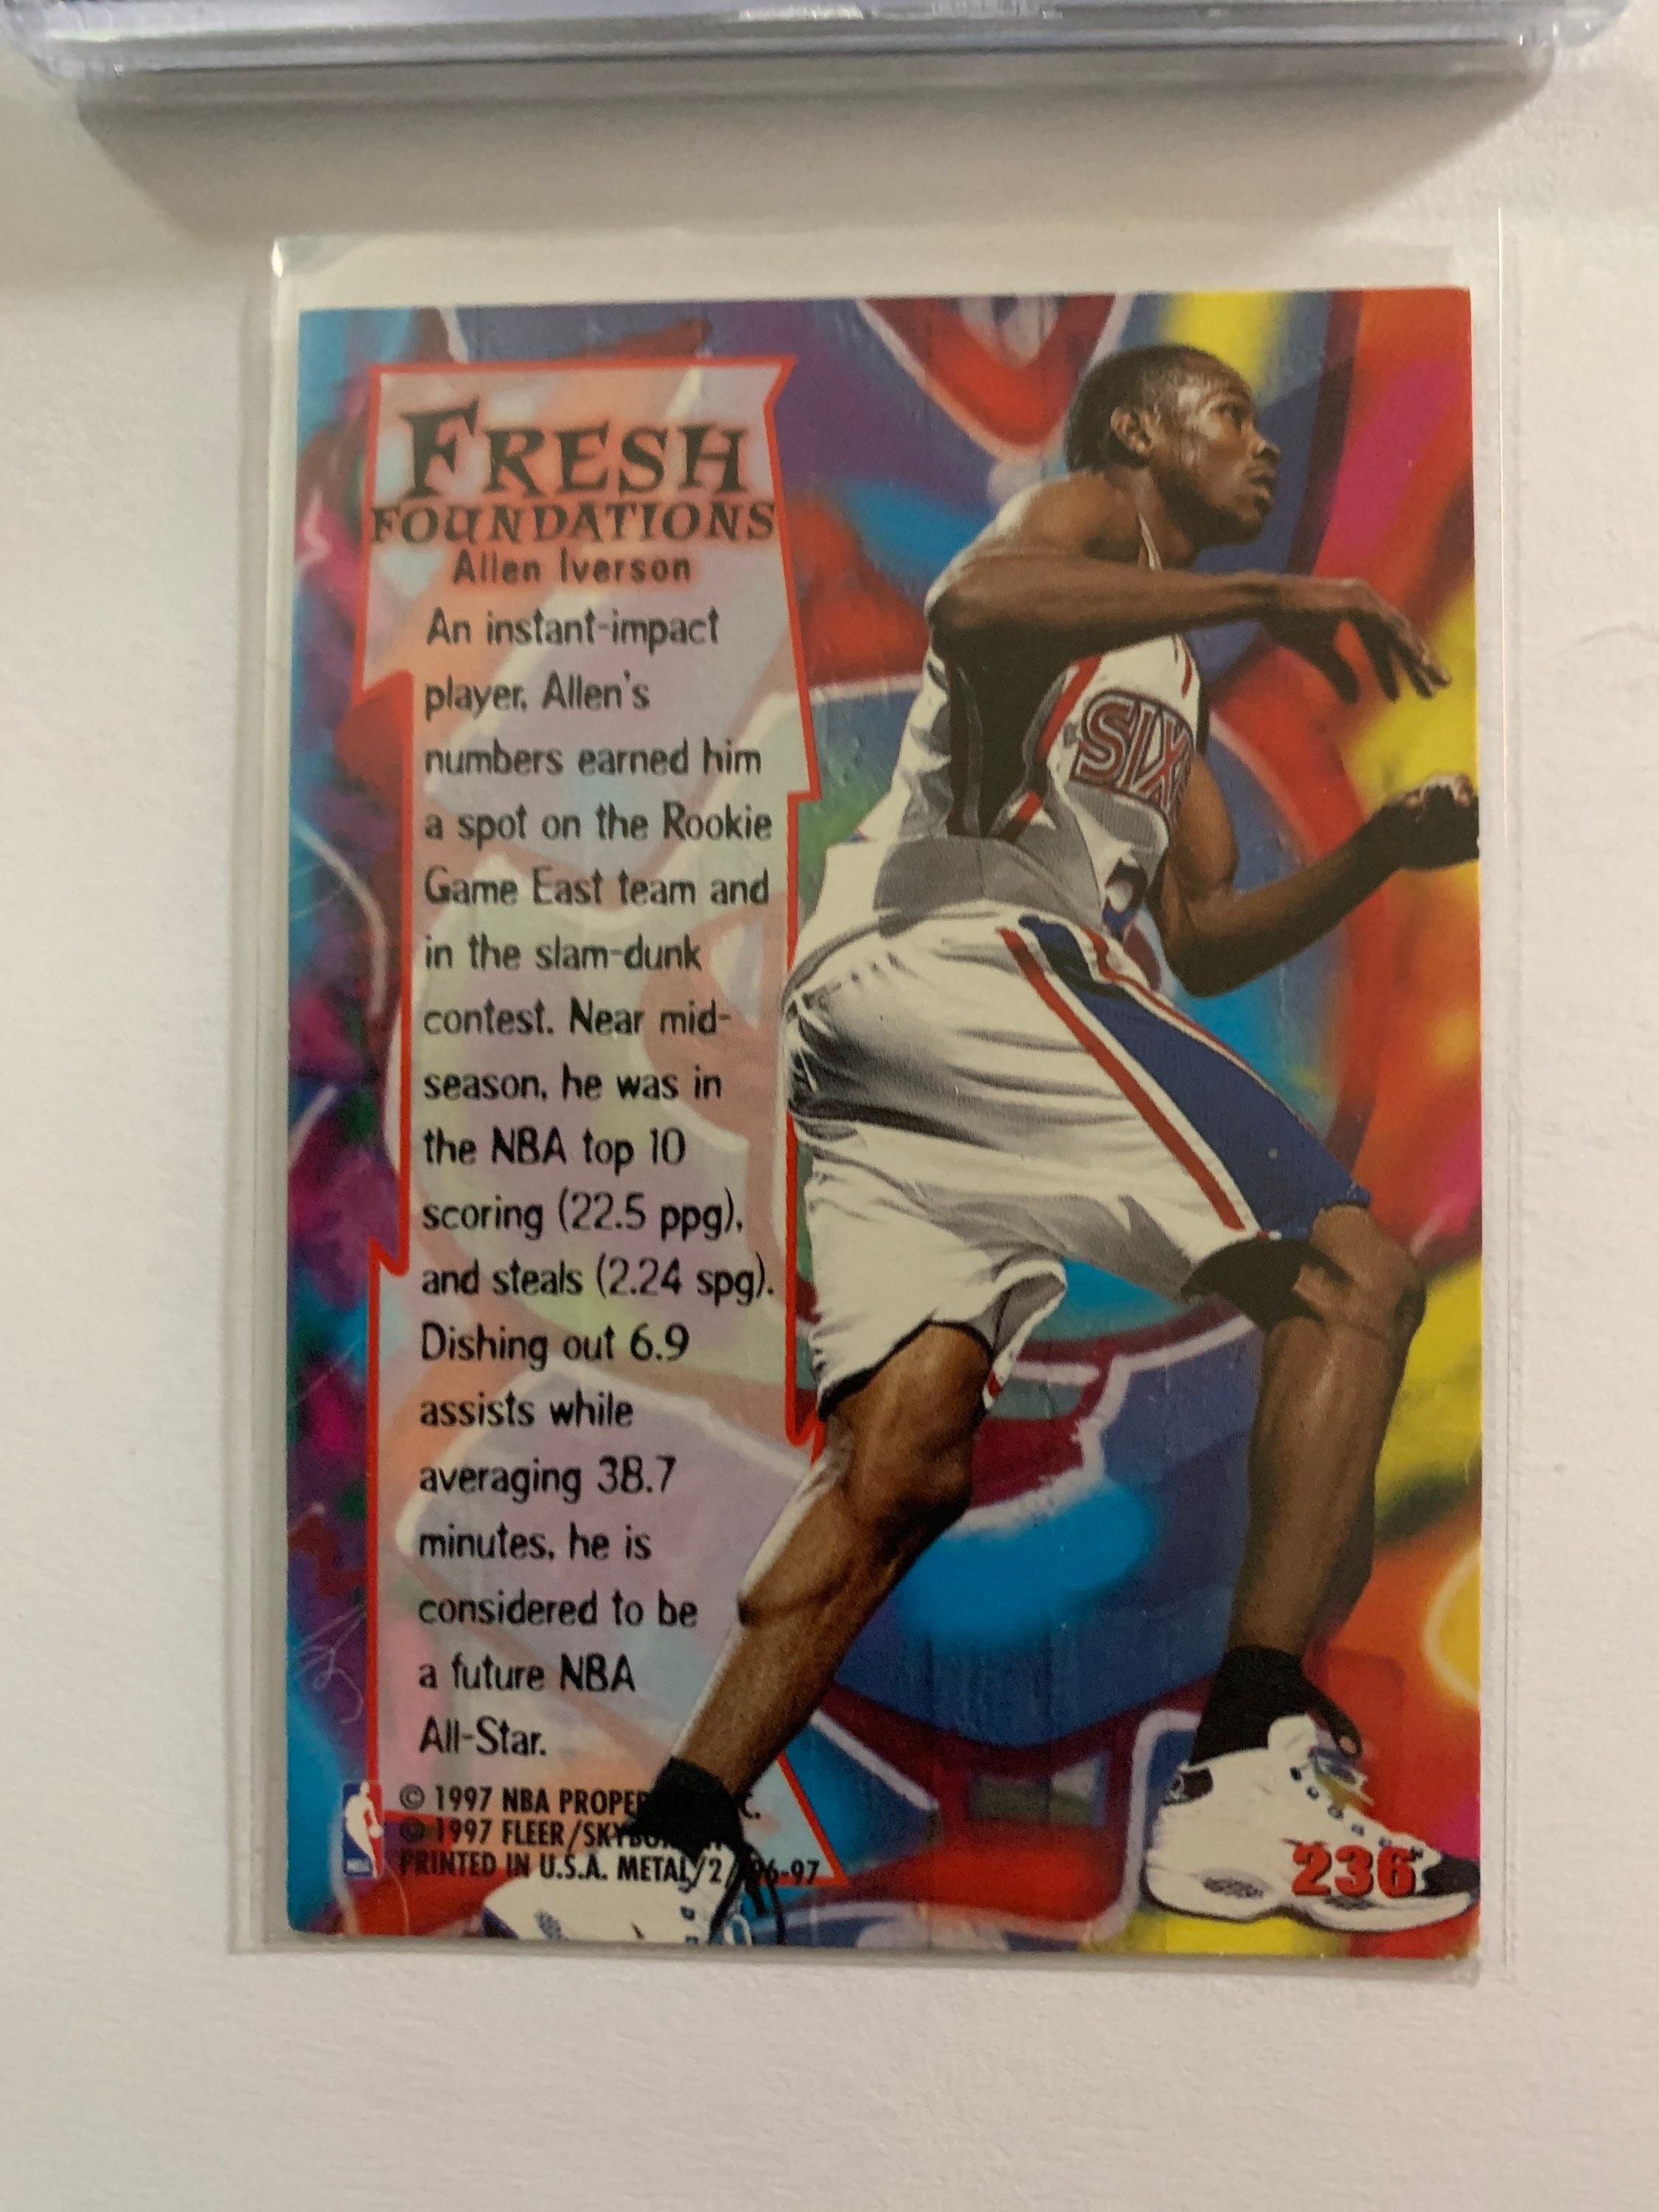 FRESH
FOUNDATIONS
Allen Iverson
An instant-impact
player, Allen's
numbers earned him
a spot on the Rookie
Game East team and
in the slam-dunk
contest. Near mid-
season, he was in
the NBA top 10
scoring (22.5 ppg),
and steals (2.24 spg).
Dishing out 6.9
assists while
averaging 38.7
minutes, he is
considered to be
a future NBA
All-Star.
© 1997 NBA PROPER C.
© 1997 FLEER/SKYBOX
PRINTED IN U.S.A. METAL/2/ 96-97
SIX
236